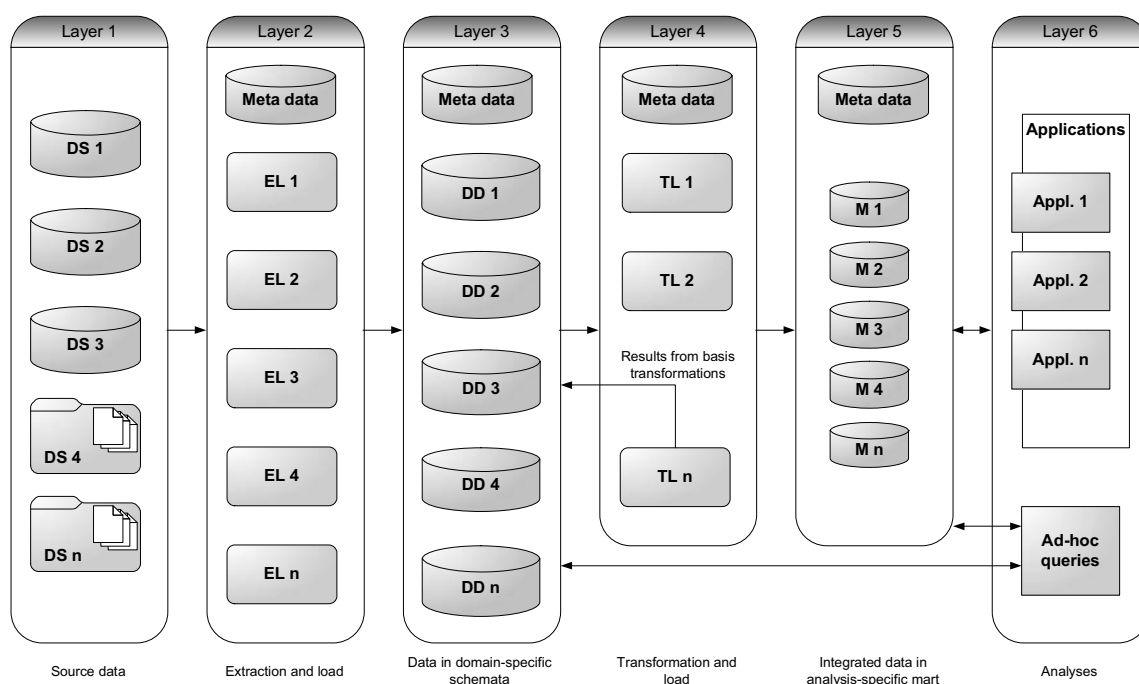 Layer 1
Layer 2
Layer 3
Layer 4
Layer 5
Layer 6
DS 1
DS 2
DS 3
DS 4
DS n
Source data
Meta data
EL 1
EL 2
EL 3
EL 4
EL n
Extraction and load
Meta data
DD 1
DD 2
DD 3
DD 4
DD n
Data in domain-specific
schemata
Meta data
TL 1
TL 2
Results from basis
transformations
TL n
Transformation and
load
Meta data
M 1
M 2
M 3
M 4
M n
Integrated data in
analysis-specific mart
Applications
Appl. 1
Appl. 2
Appl. n
Ad-hoc
queries
Analyses